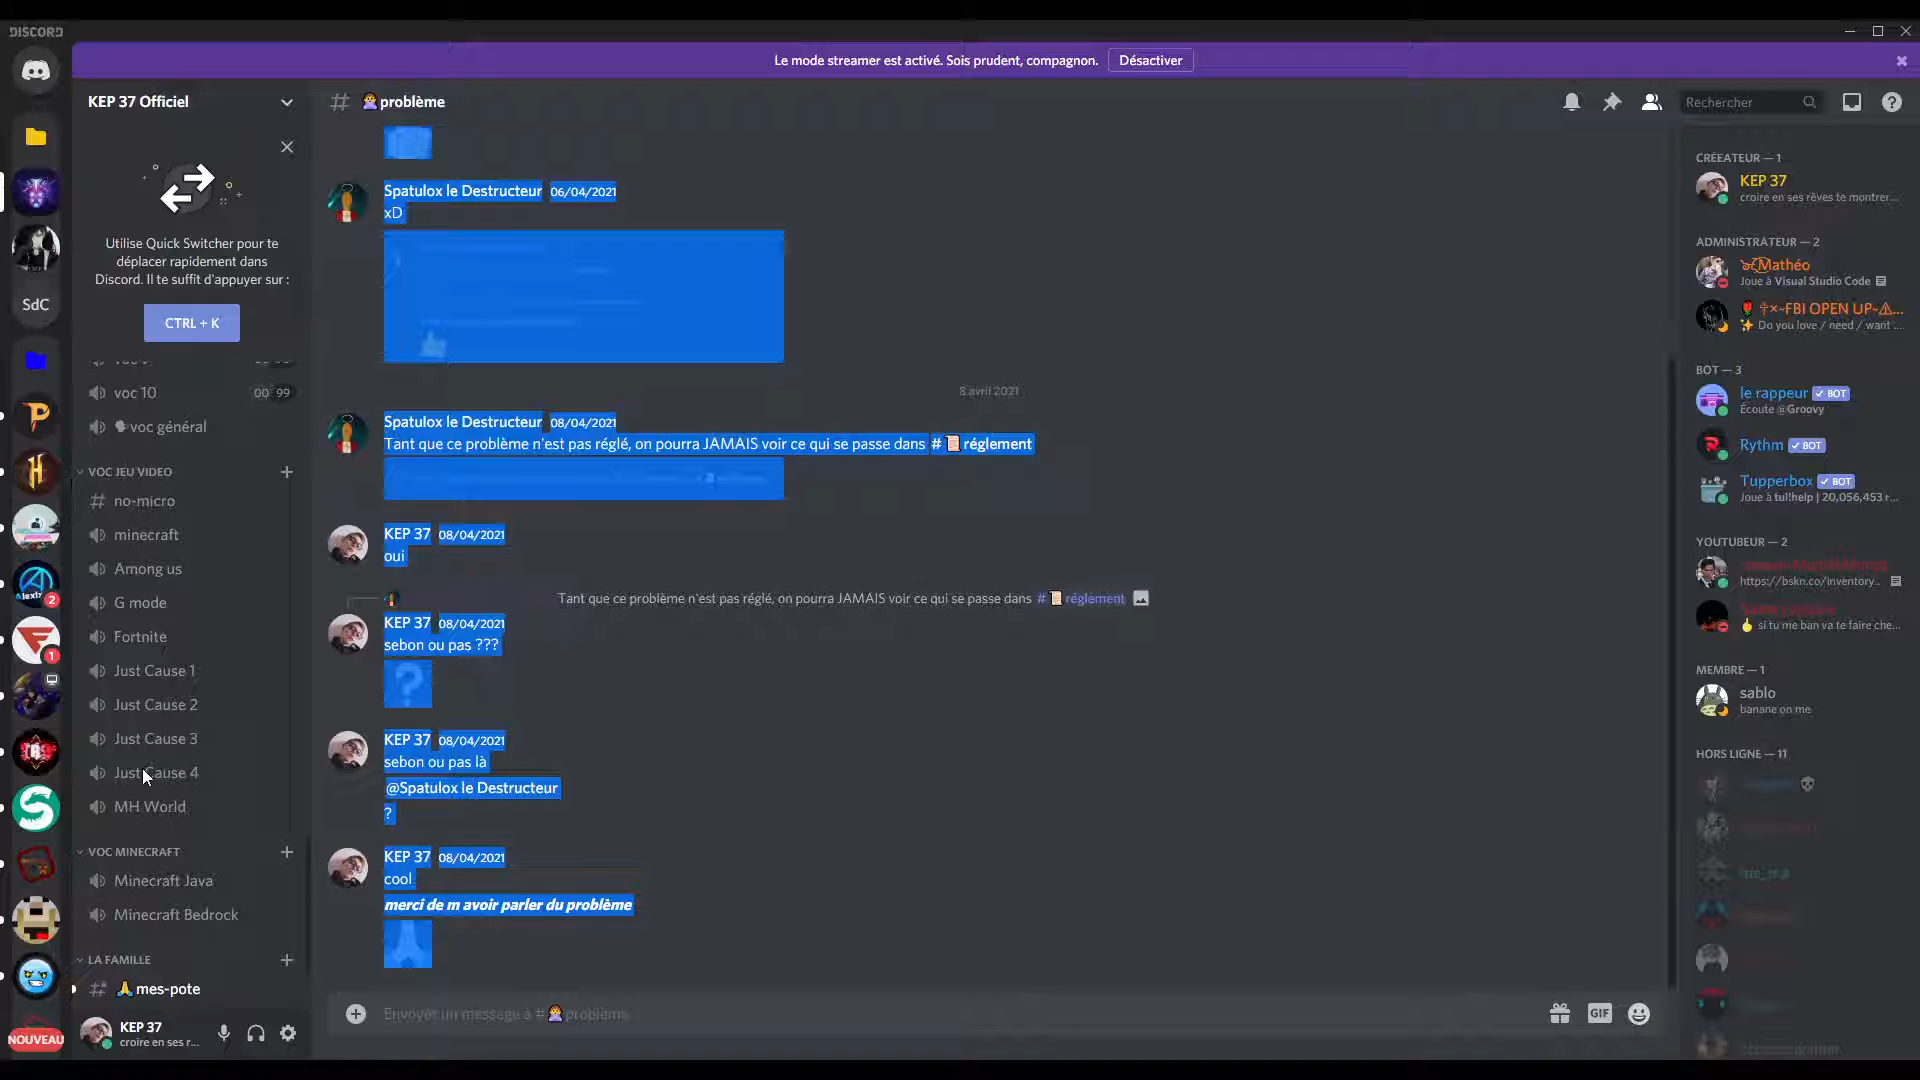 DISCORD
Le mode streamer est activé. Sois prudent, compagnon.
Désactiver
KEP 37 Officiel
Utilise Quick Switcher pour te
déplacer rapidement dans
Discord. Il te suffit d'appuyer sur :
CTRL + K
SdC
voc 10
00 99
🗣voc général
VOC JEU VIDEO
no-micro
minecraft
Among us
G mode
Fortnite
Just Cause 1
Just Cause 2
Just Cause 3
Just Cause 4
MH World
VOC MINECRAFT
Minecraft Java
Minecraft Bedrock
LA FAMILLE
🙏mes-pote
2
1
NOUVEAU
KEP 37
croire en ses r...
🙍problème
Spatulox le Destructeur 06/04/2021
xD
8 avril 2021
Spatulox le Destructeur 08/04/2021
Tant que ce problème n'est pas réglé, on pourra JAMAIS voir ce qui se passe dans # 📜réglement
KEP 37 08/04/2021
oui
Tant que ce problème n'est pas réglé, on pourra JAMAIS voir ce qui se passe dans # 📜réglement
KEP 37 08/04/2021
sebon ou pas ???
KEP 37 08/04/2021
sebon ou pas là
@Spatulox le Destructeur
?
KEP 37 08/04/2021
cool
merci de m avoir parler du problème
Envoyer un message à #🙍problème
GIF
Rechercher
CRÉEATEUR — 1
KEP 37
croire en ses rêves te montrer...
ADMINISTRATEUR — 2
Mathéo
Joue à Visual Studio Code
🌹 †×~FBI OPEN UP~⚠...
✨ Do you love / need / want ...
BOT — 3
le rappeur ✓ BOT
Écoute @Groovy
Rythm ✓ BOT
Tupperbox ✓ BOT
Joue à tul!help | 20,056,453 r...
YOUTUBEUR — 2
https://bskn.co/inventory...
🖕 si tu me ban va te faire che...
MEMBRE — 1
sablo
banane on me
HORS LIGNE — 11